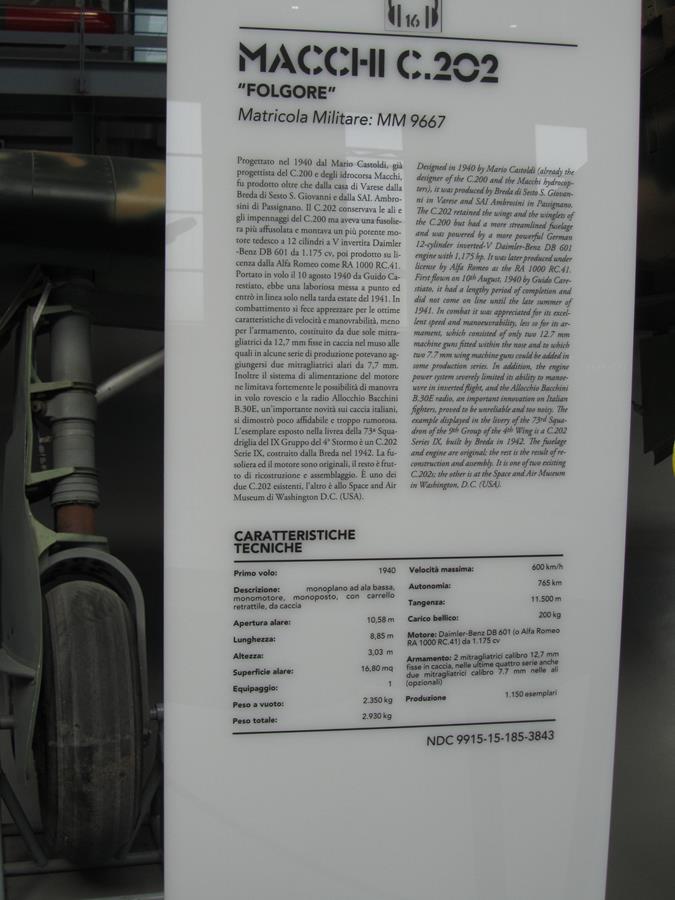 16
MACCHI C.202
"FOLGORE"
Matricola Militare: MM 9667
Progettato nel 1940 dal Mario Castoldi, già
progettista del C.200 e degli idrocorsa Macchi,
fu prodotto oltre che dalla casa di Varese dalla
Breda di Sesto S. Giovanni e dalla SAI. Ambro-
sini di Passignano. Il C.202 conservava le ali e
gli impennaggi del C.200 ma aveva una fusolie-
ra più affusolata e montava un più potente mo-
tore tedesco a 12 cilindri a V invertita Daimler
-Benz DB 601 da 1.175 cv, poi prodotto su li-
cenza dalla Alfa Romeo come RA 1000 RC.41.
Portato in volo il 10 agosto 1940 da Guido Ca-
restiato, ebbe una laboriosa messa a punto ed
entrò in linea solo nella tarda estate del 1941. In
combattimento si fece apprezzare per le ottime
caratteristiche di velocità e manovrabilità, meno
per l'armamento, costituito da due sole mitra-
gliatrici da 12,7 mm fisse in caccia nel muso alle
quali in alcune serie di produzione potevano ag-
giungersi due mitragliatrici alari da 7,7 mm.
Inoltre il sistema di alimentazione del motore
ne limitava fortemente le possibilità di manovra
in volo rovescio e la radio Allocchio Bacchini
B.30E, un'importante novità sui caccia italiani,
si dimostrò poco affidabile e troppo rumorosa.
L'esemplare esposto nella livrea della 73ª Squa-
driglia del IX Gruppo del 4° Stormo è un C.202
Serie IX, costruito dalla Breda nel 1942. La fu-
soliera ed il motore sono originali, il resto è frut-
to di ricostruzione e assemblaggio. È uno dei
due C.202 esistenti, l'altro è allo Space and Air
Museum di Washington D.C. (USA).
Designed in 1940 by Mario Castoldi (already the
designer of the C.200 and the Macchi hydrocop-
ters), it was produced by Breda di Sesto S. Giovan-
ni in Varese and SAI Ambrosini in Passignano.
The C.202 retained the wings and the winglets of
the C.200 but had a more streamlined fuselage
and was powered by a more powerful German
12-cylinder inverted-V Daimler-Benz DB 601
engine with 1,175 hp. It was later produced under
license by Alfa Romeo as the RA 1000 RC.41.
First flown on 10th August, 1940 by Guido Care-
stiato, it had a lengthy period of completion and
did not come on line until the late summer of
1941. In combat it was appreciated for its excel-
lent speed and manoeuvrability, less so for its ar-
mament, which consisted of only two 12.7 mm
machine guns fitted within the nose and to which
two 7.7 mm wing machine guns could be added in
some production series. In addition, the engine
power system severely limited its ability to manoe-
uvre in inverted flight, and the Allocchio Bacchini
B.30E radio, an important innovation on Italian
fighters, proved to be unreliable and too noisy. The
example displayed in the livery of the 73rd Squa-
dron of the 9th Group of the 4th Wing is a C.202
Series IX, built by Breda in 1942. The fuselage
and engine are original; the rest is the result of re-
construction and assembly. It is one of two existing
C.202s; the other is at the Space and Air Museum
in Washington, D.C. (USA).
CARATTERISTICHE
TECNICHE
Primo volo: 1940
Descrizione: monoplano ad ala bassa,
monomotore, monoposto, con carrello
retrattile, da caccia
Apertura alare: 10,58 m
Lunghezza: 8,85 m
Altezza: 3,03 m
Superficie alare: 16,80 mq
Equipaggio: 1
Peso a vuoto: 2.350 kg
Peso totale: 2.930 kg
Velocità massima: 600 km/h
Autonomia: 765 km
Tangenza: 11.500 m
Carico bellico: 200 kg
Motore: Daimler-Benz DB 601 (o Alfa Romeo
RA 1000 RC.41) da 1.175 cv
Armamento: 2 mitragliatrici calibro 12,7 mm
fisse in caccia, nelle ultime quattro serie anche
due mitragliatrici calibro 7.7 mm nelle ali
(opzionali)
Produzione 1.150 esemplari
NDC 9915-15-185-3843